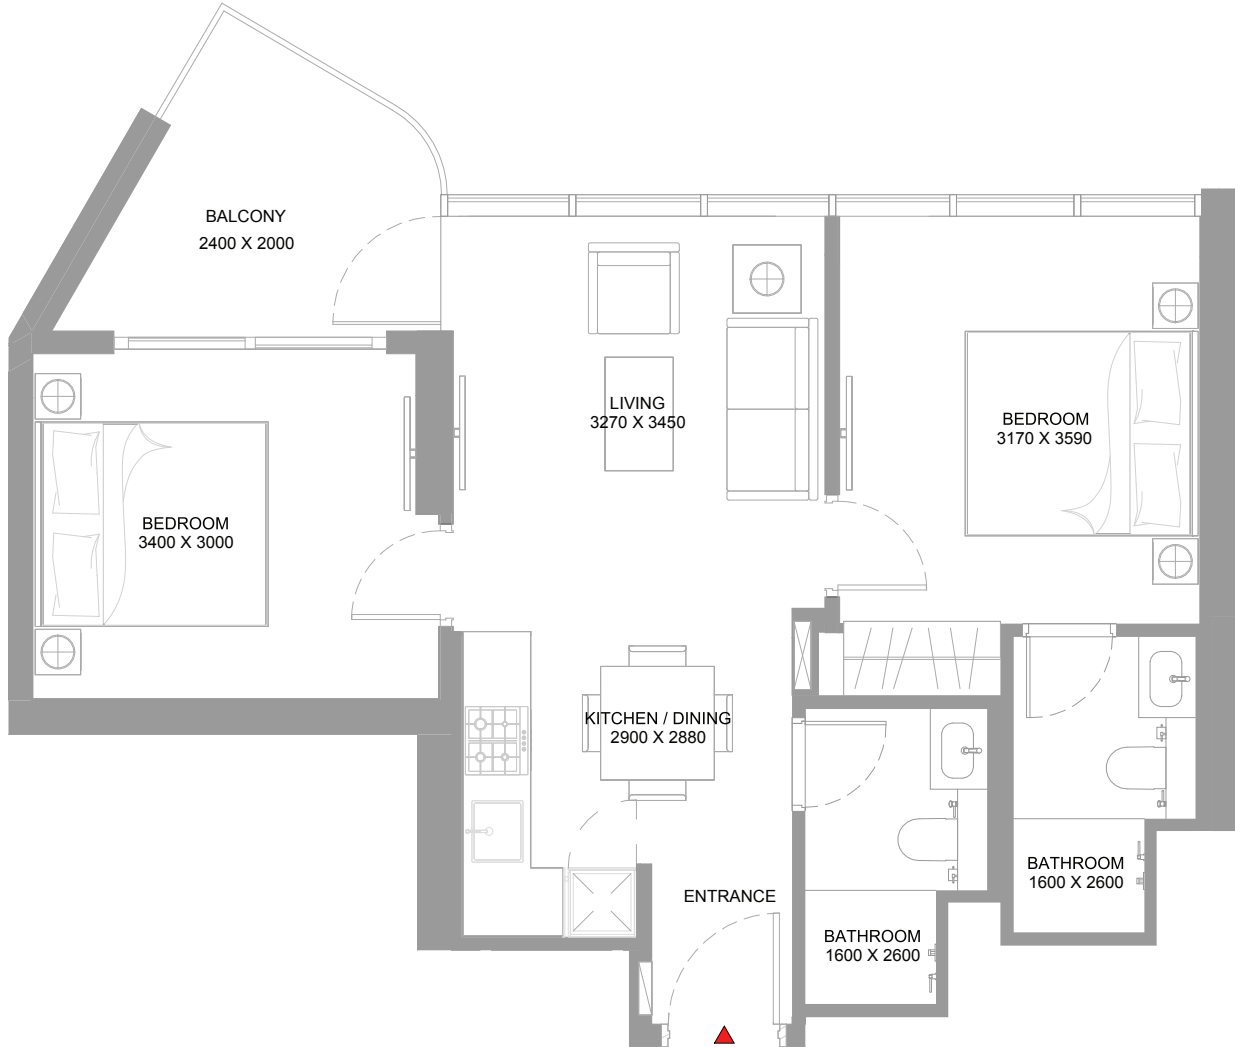 BALCONY
2400 X 2000
LIVING
3270 X 3450
BEDROOM
3170 X 3590
BEDROOM
3400 X 3000
KITCHEN / DINING
2900 X 2880
BATHROOM
1600 X 2600
ENTRANCE
BATHROOM
1600 X 2600